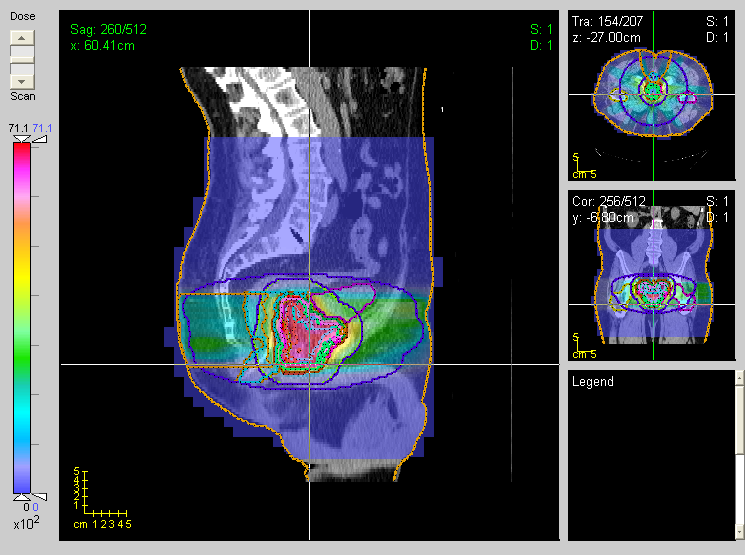 Dose
Scan
71.1 71.1
0 0
x10²
Sag: 260/512
x: 60.41cm
S: 1
D: 1
1
5
4
3
2
1
cm 1 2 3 4 5
Tra: 154/207
z: -27.00cm
S: 1
D: 1
5
cm 5
Cor: 256/512
y: -6.80cm
S: 1
D: 1
5
cm 5
Legend